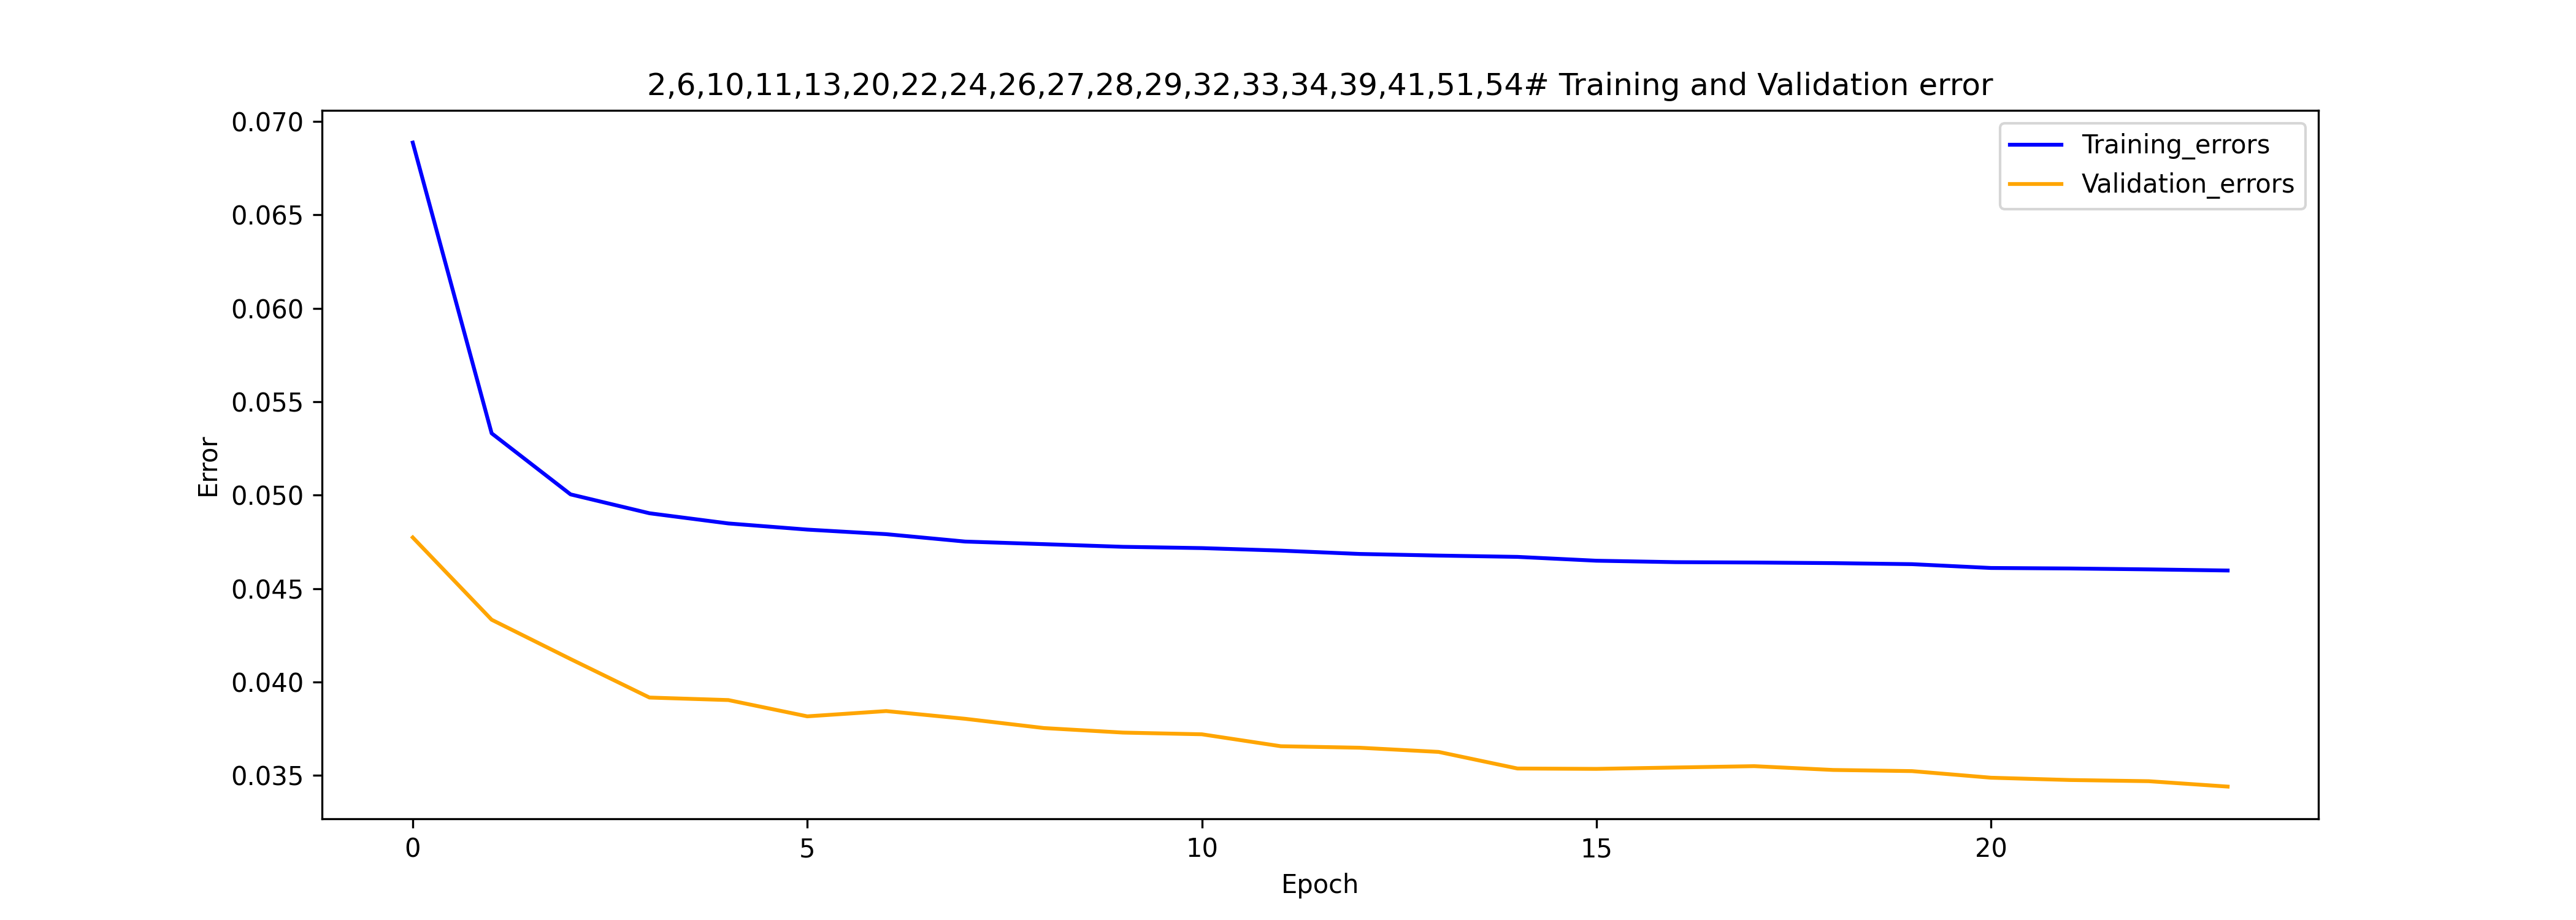 2,6,10,11,13,20,22,24,26,27,28,29,32,33,34,39,41,51,54# Training and Validation error
Training_errors
Validation_errors
0.070
0.065
0.060
0.055
0.050
0.045
0.040
0.035
Error
0 5 10 15 20
Epoch